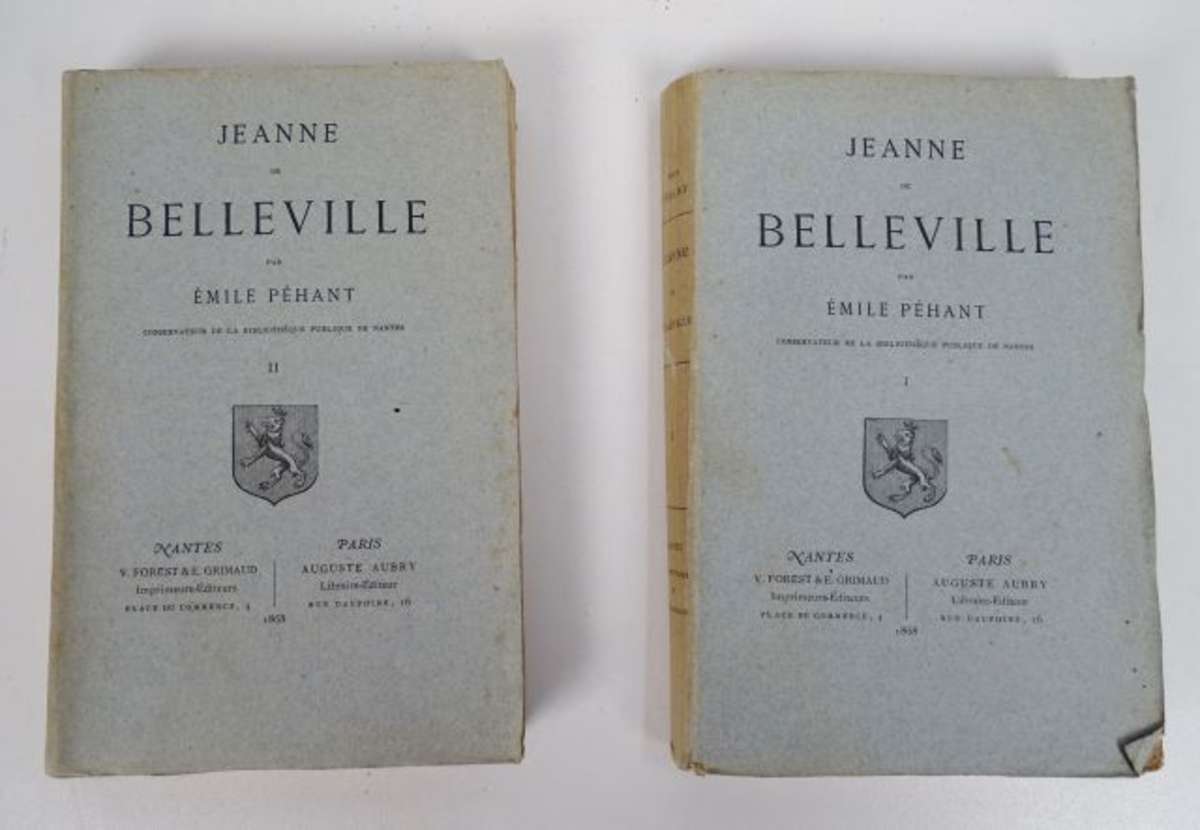 JEANNE
DE
BELLEVILLE
PAR
ÉMILE PÉHANT
CONSERVATEUR DE LA BIBLIOTHÈQUE PUBLIQUE DE NANTES
II
NANTES
V. FOREST & E. GRIMAUD
Imprimeurs-Éditeurs
PLACE DU COMMERCE, 1
PARIS
AUGUSTE AUBRY
Libraire-Éditeur
RUE DAUPHINE, 16
1868
JEANNE
DE
BELLEVILLE
PAR
ÉMILE PÉHANT
CONSERVATEUR DE LA BIBLIOTHÈQUE PUBLIQUE DE NANTES
I
NANTES
V. FOREST & E. GRIMAUD
Imprimeurs-Éditeurs
PLACE DU COMMERCE, 1
PARIS
AUGUSTE AUBRY
Libraire-Éditeur
RUE DAUPHINE, 16
1868